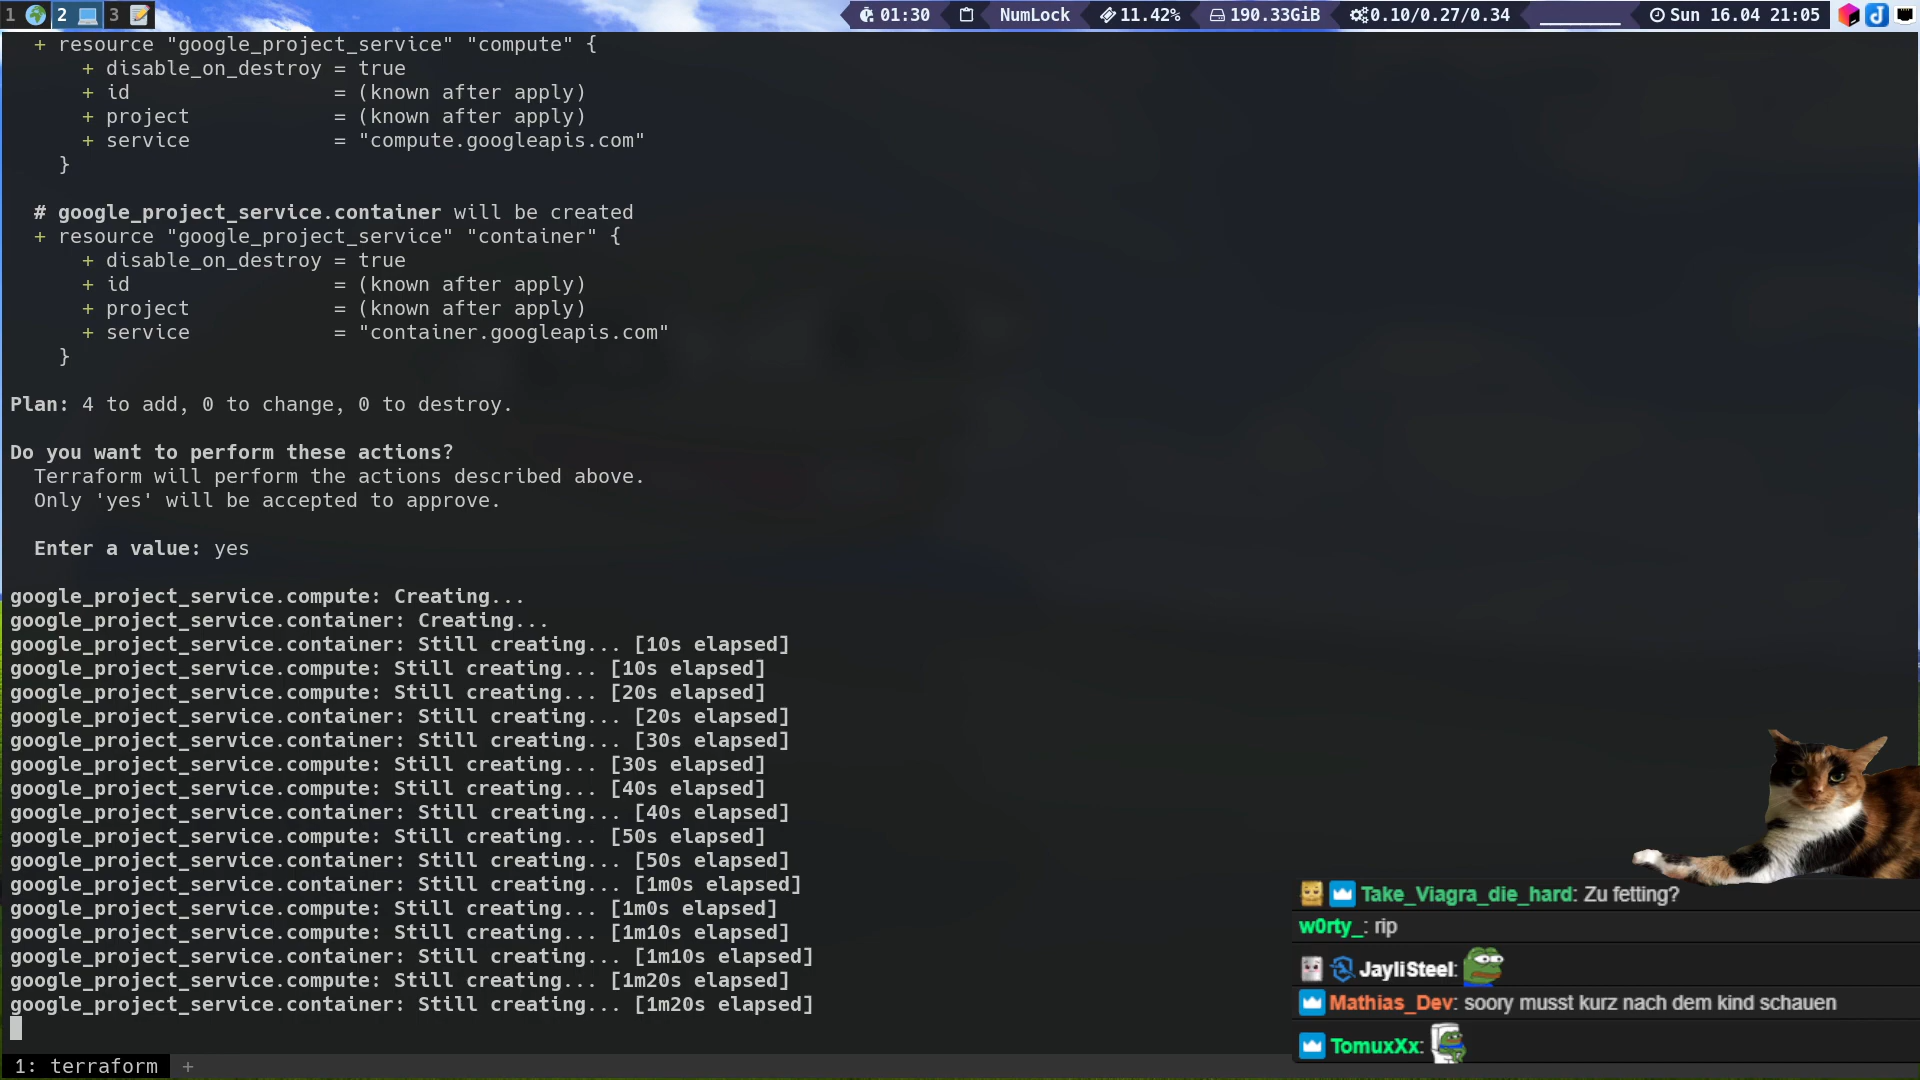 1 2 3 01:30 NumLock 11.42% 190.33GiB 0.10/0.27/0.34 Sun 16.04 21:05
+ resource "google_project_service" "compute" {
+ disable_on_destroy = true
+ id = (known after apply)
+ project = (known after apply)
+ service = "compute.googleapis.com"
}
# google_project_service.container will be created
+ resource "google_project_service" "container" {
+ disable_on_destroy = true
+ id = (known after apply)
+ project = (known after apply)
+ service = "container.googleapis.com"
}
Plan: 4 to add, 0 to change, 0 to destroy.
Do you want to perform these actions?
Terraform will perform the actions described above.
Only 'yes' will be accepted to approve.
Enter a value: yes
google_project_service.compute: Creating...
google_project_service.container: Creating...
google_project_service.container: Still creating... [10s elapsed]
google_project_service.compute: Still creating... [10s elapsed]
google_project_service.compute: Still creating... [20s elapsed]
google_project_service.container: Still creating... [20s elapsed]
google_project_service.container: Still creating... [30s elapsed]
google_project_service.compute: Still creating... [30s elapsed]
google_project_service.compute: Still creating... [40s elapsed]
google_project_service.container: Still creating... [40s elapsed]
google_project_service.compute: Still creating... [50s elapsed]
google_project_service.container: Still creating... [50s elapsed]
google_project_service.container: Still creating... [1m0s elapsed]
google_project_service.compute: Still creating... [1m0s elapsed]
google_project_service.compute: Still creating... [1m10s elapsed]
google_project_service.container: Still creating... [1m10s elapsed]
google_project_service.compute: Still creating... [1m20s elapsed]
google_project_service.container: Still creating... [1m20s elapsed]
Take_Viagra_die_hard: Zu fetting?
w0rty_: rip
JayliSteel:
Mathias_Dev: soory musst kurz nach dem kind schauen
TomuxXx:
1: terraform +